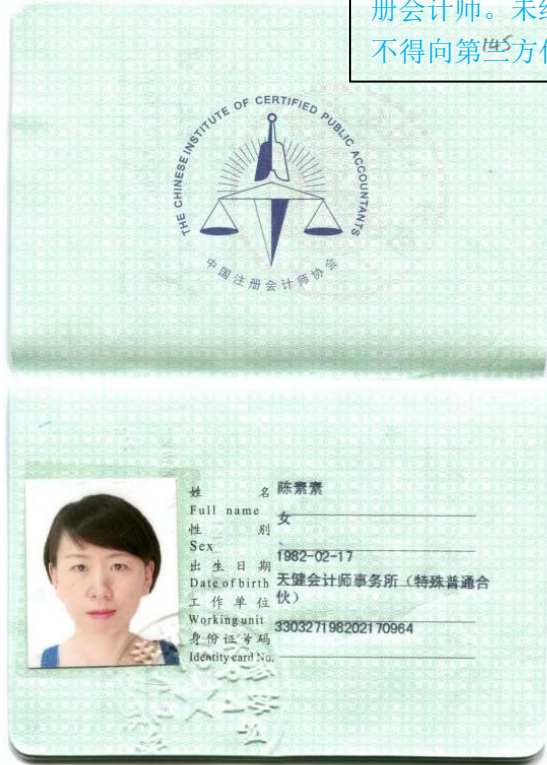 册会计师。未经
不得向第三方传
145
THE CHINESE INSTITUTE OF CERTIFIED PUBLIC ACCOUNTANTS
中国注册会计师协会
姓 名 陈素素
Full name
性 别 女
Sex
出生日期 1982-02-17
Date of birth
工作单位 天健会计师事务所（特殊普通合
伙）
Working unit
身份证号码 330327198202170964
Identity card No.